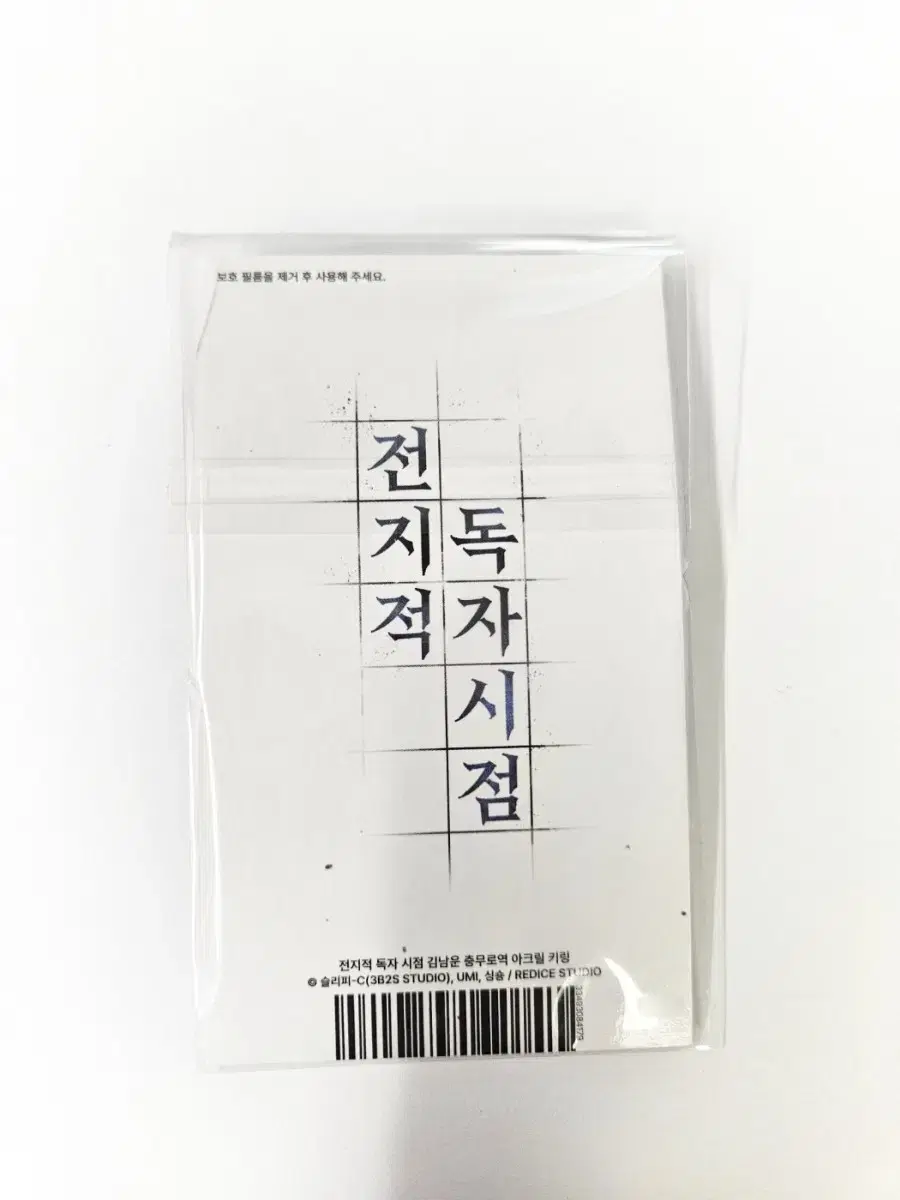 보호 필름을 제거 후 사용해 주세요.
전지적
독자시점
전지적 독자 시점 김남운 충무로역 아크릴 키링
© 슬리피-C(3B2S STUDIO), UMI, 싱숑 / REDICE STUDIO